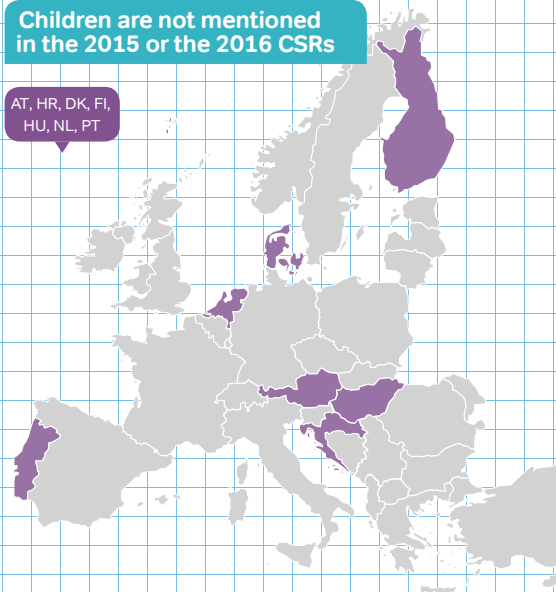 Children are not mentioned
in the 2015 or the 2016 CSRs
AT, HR, DK, FI,
HU, NL, PT